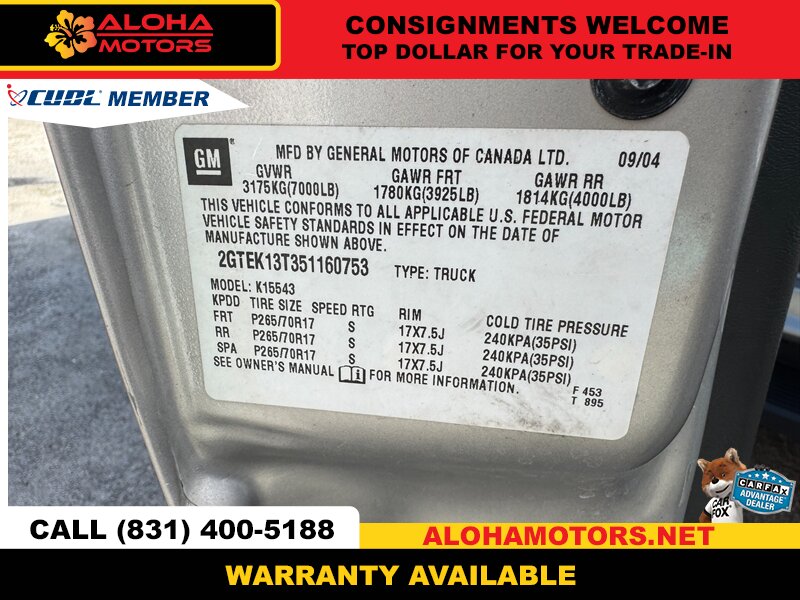 ALOHA
MOTORS
CONSIGNMENTS WELCOME
TOP DOLLAR FOR YOUR TRADE-IN
CUDL MEMBER
GM
MFD BY GENERAL MOTORS OF CANADA LTD. 09/04
GVWR GAWR FRT GAWR RR
3175KG(7000LB) 1780KG(3925LB) 1814KG(4000LB)
THIS VEHICLE CONFORMS TO ALL APPLICABLE U.S. FEDERAL MOTOR
VEHICLE SAFETY STANDARDS IN EFFECT ON THE DATE OF
MANUFACTURE SHOWN ABOVE.
2GTEK13T351160753 TYPE: TRUCK
MODEL: K15543
KPDD TIRE SIZE SPEED RTG RIM COLD TIRE PRESSURE
FRT P265/70R17 S 17X7.5J 240KPA(35PSI)
RR P265/70R17 S 17X7.5J 240KPA(35PSI)
SPA P265/70R17 S 17X7.5J 240KPA(35PSI)
SEE OWNER'S MANUAL FOR MORE INFORMATION.
F 453
T 895
CAR
FOX
CARFAX
ADVANTAGE
DEALER
CALL (831) 400-5188
ALOHAMOTORS.NET
WARRANTY AVAILABLE